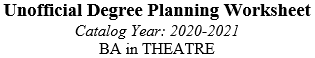 Unofficial Degree Planning Worksheet
Catalog Year: 2020-2021
BA in THEATRE